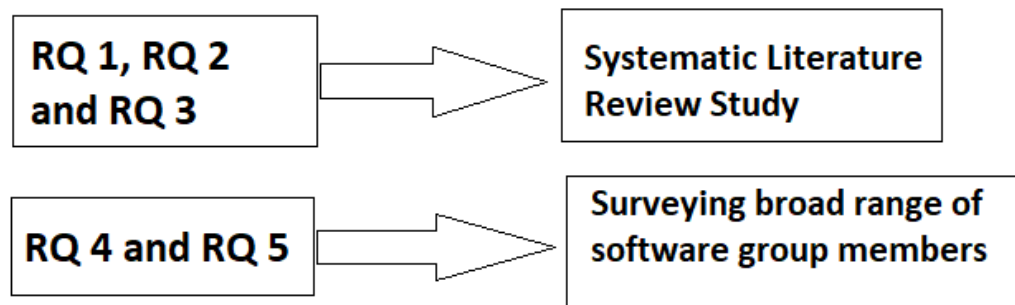 RQ 1, RQ 2
and RQ 3
Systematic Literature
Review Study
RQ 4 and RQ 5
Surveying broad range of
software group members